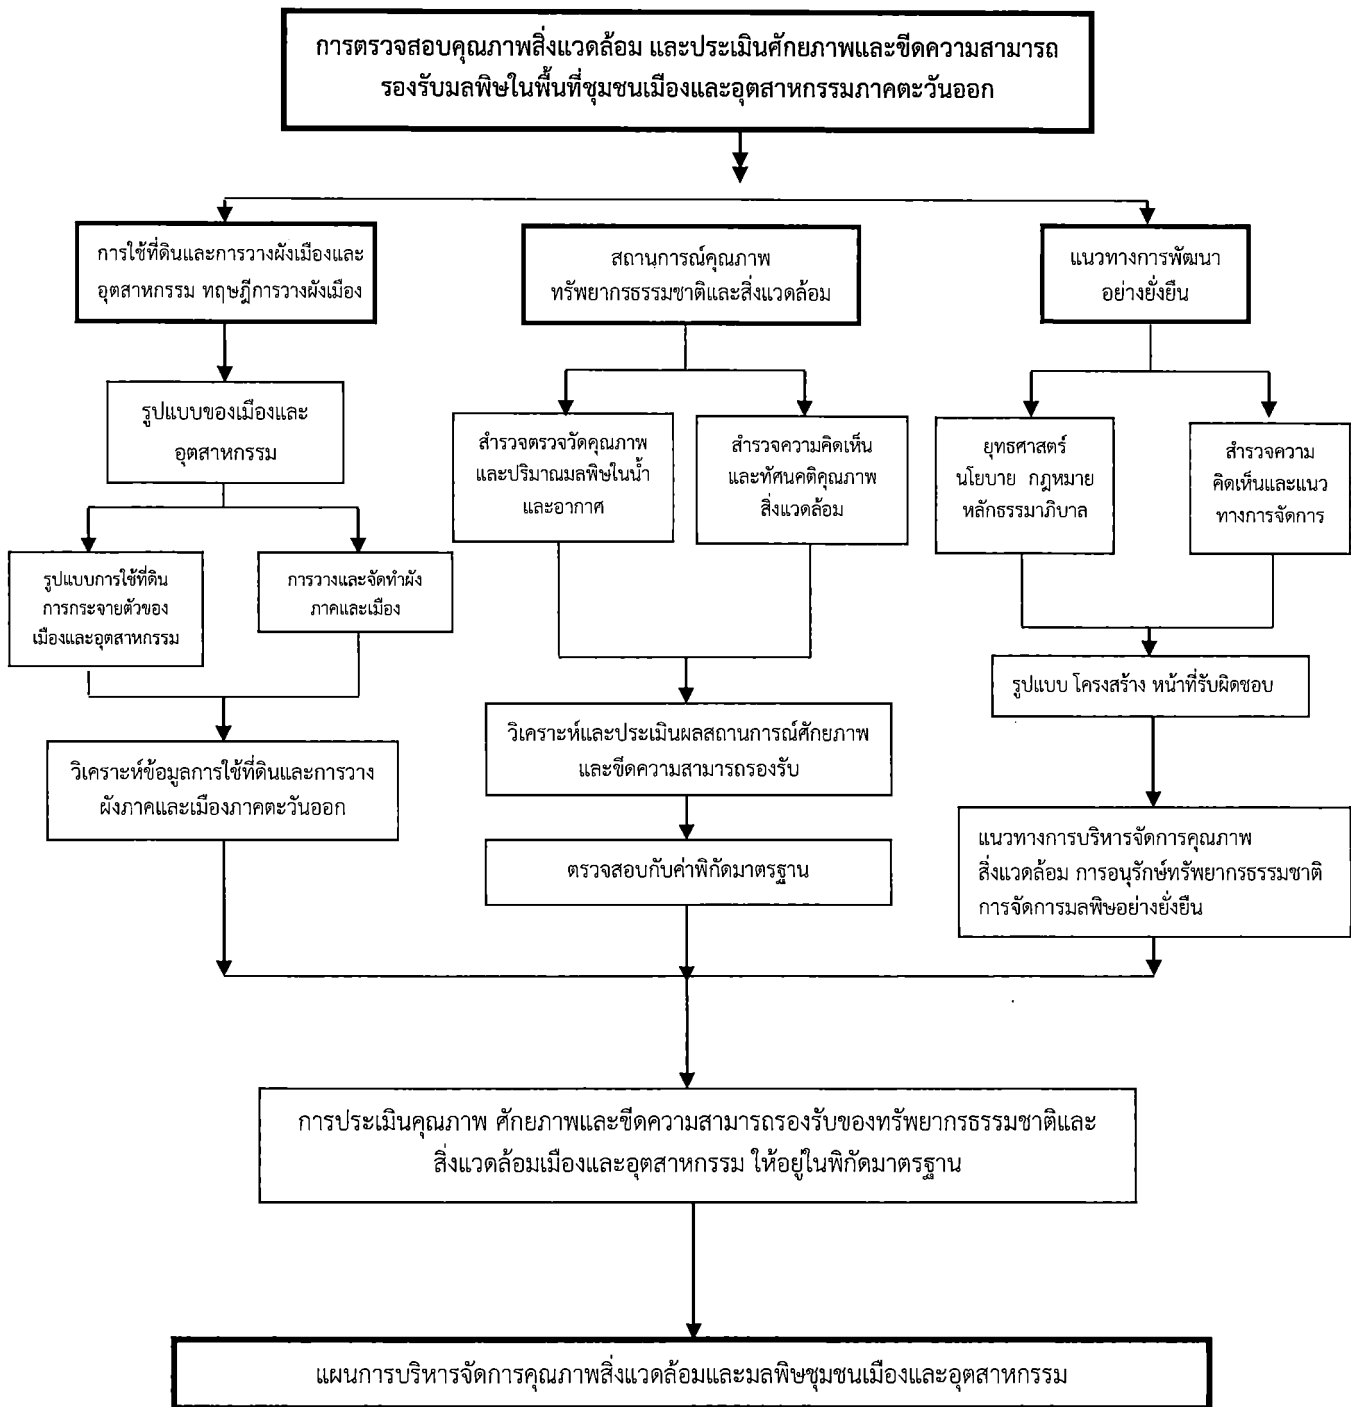 การตรวจสอบคุณภาพสิ่งแวดล้อม และประเมินศักยภาพและขีดความสามารถ
รองรับมลพิษในพื้นที่ชุมชนเมืองและอุตสาหกรรมภาคตะวันออก
การใช้ที่ดินและการวางผังเมืองและ
อุตสาหกรรม ทฤษฎีการวางผังเมือง
สถานการณ์คุณภาพ
ทรัพยากรธรรมชาติและสิ่งแวดล้อม
แนวทางการพัฒนา
อย่างยั่งยืน
รูปแบบของเมืองและ
อุตสาหกรรม
สำรวจตรวจวัดคุณภาพ
และปริมาณมลพิษในน้ำ
และอากาศ
สำรวจความคิดเห็น
และทัศนคติคุณภาพ
สิ่งแวดล้อม
ยุทธศาสตร์
นโยบาย กฎหมาย
หลักธรรมาภิบาล
สำรวจความ
คิดเห็นและแนว
ทางการจัดการ
รูปแบบการใช้ที่ดิน
การกระจายตัวของ
เมืองและอุตสาหกรรม
การวางและจัดทำผัง
ภาคและเมือง
รูปแบบ โครงสร้าง หน้าที่รับผิดชอบ
วิเคราะห์ข้อมูลการใช้ที่ดินและการวาง
ผังภาคและเมืองภาคตะวันออก
วิเคราะห์และประเมินผลสถานการณ์ศักยภาพ
และขีดความสามารถรองรับ
ตรวจสอบกับค่าพิกัดมาตรฐาน
แนวทางการบริหารจัดการคุณภาพ
สิ่งแวดล้อม การอนุรักษ์ทรัพยากรธรรมชาติ
การจัดการมลพิษอย่างยั่งยืน
การประเมินคุณภาพ ศักยภาพและขีดความสามารถรองรับของทรัพยากรธรรมชาติและ
สิ่งแวดล้อมเมืองและอุตสาหกรรม ให้อยู่ในพิกัดมาตรฐาน
แผนการบริหารจัดการคุณภาพสิ่งแวดล้อมและมลพิษชุมชนเมืองและอุตสาหกรรม